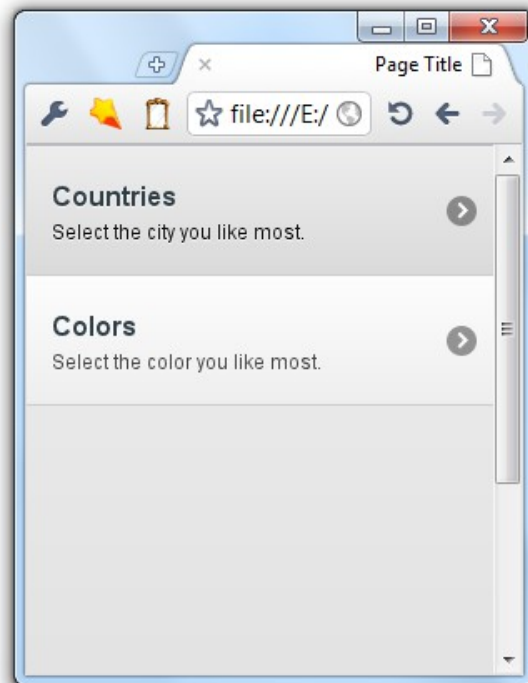 Page Title
file:///E:/
Countries
Select the city you like most.
Colors
Select the color you like most.